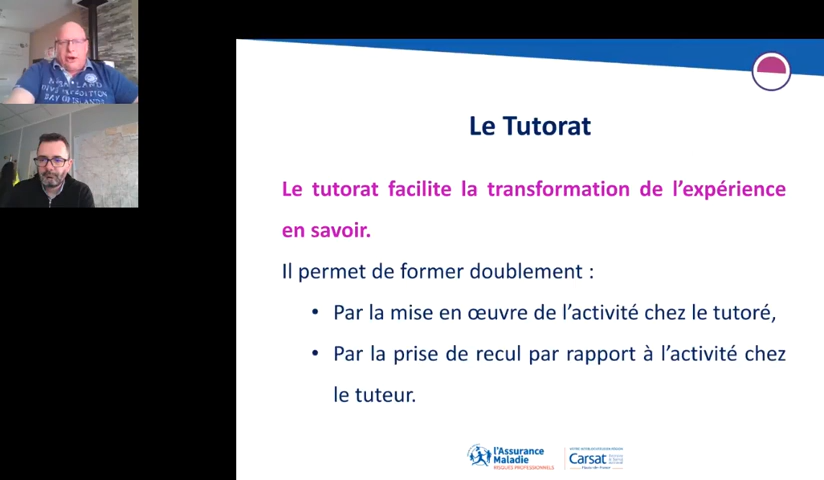 Le Tutorat
Le tutorat facilite la transformation de l’expérience
en savoir.
Il permet de former doublement :
• Par la mise en œuvre de l’activité chez le tutoré,
• Par la prise de recul par rapport à l’activité chez
le tuteur.
l’Assurance
Maladie
RISQUES PROFESSIONNELS
Carsat